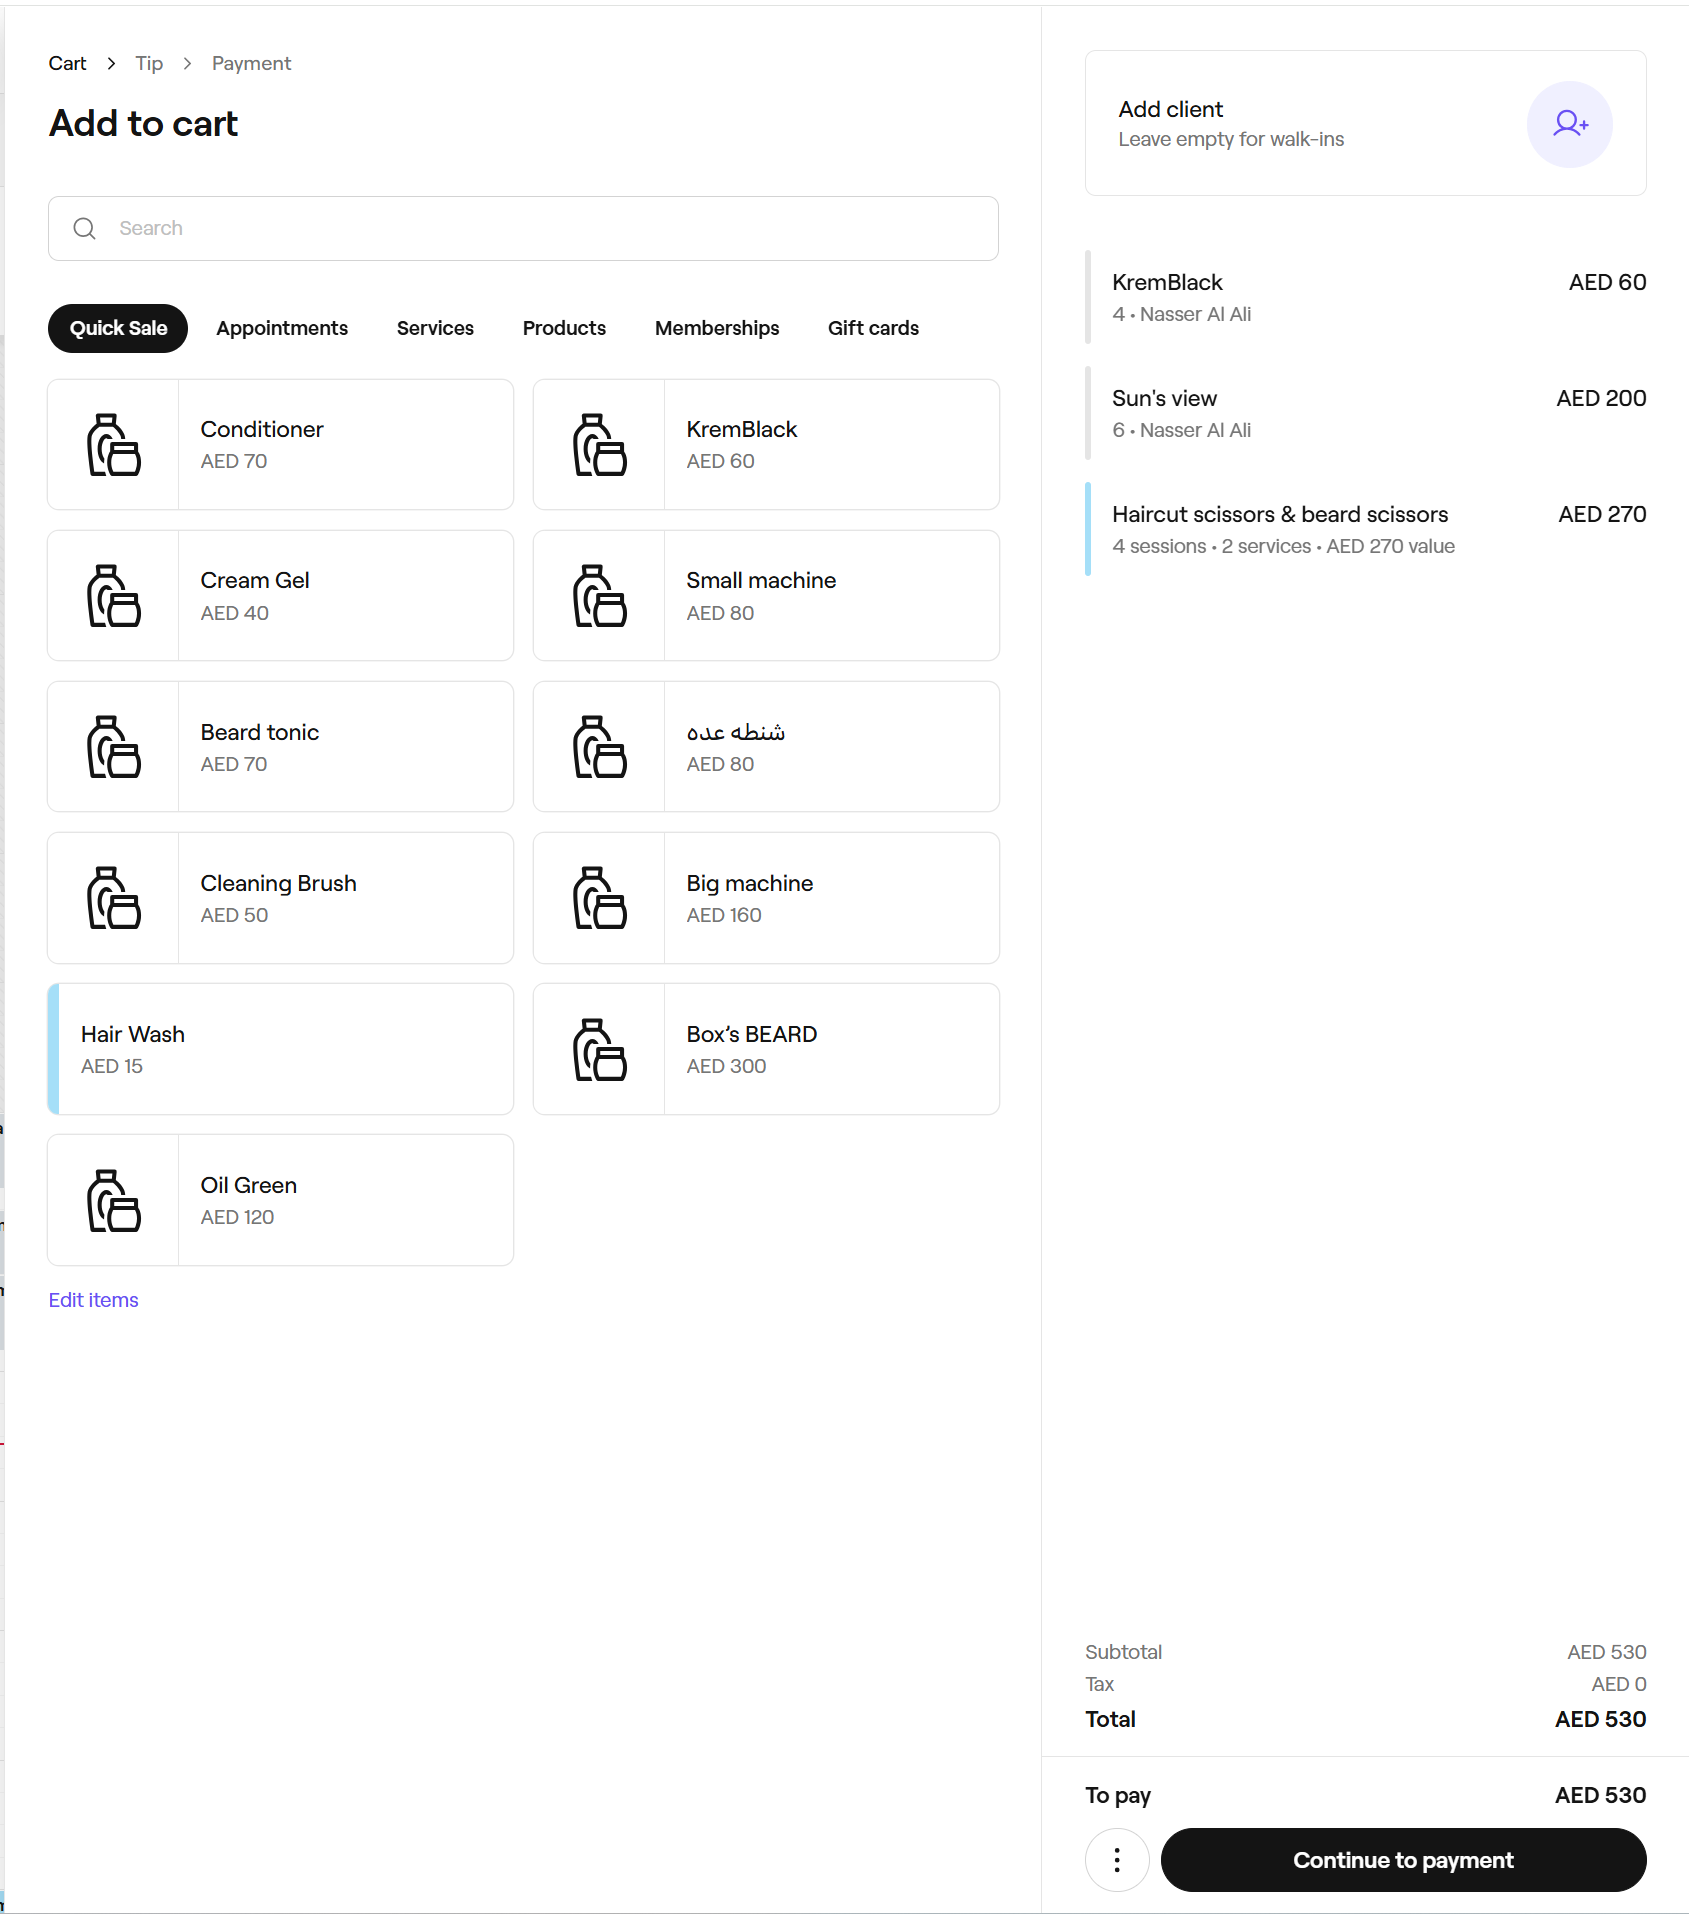 Cart > Tip > Payment
Add to cart
Search
Quick Sale Appointments Services Products Memberships Gift cards
Conditioner
AED 70
KremBlack
AED 60
Cream Gel
AED 40
Small machine
AED 80
Beard tonic
AED 70
شنطه عده
AED 80
Cleaning Brush
AED 50
Big machine
AED 160
Hair Wash
AED 15
Box’s BEARD
AED 300
Oil Green
AED 120
Edit items
Add client
Leave empty for walk-ins
KremBlack AED 60
4 • Nasser Al Ali
Sun's view AED 200
6 • Nasser Al Ali
Haircut scissors & beard scissors AED 270
4 sessions • 2 services • AED 270 value
Subtotal AED 530
Tax AED 0
Total AED 530
To pay AED 530
Continue to payment